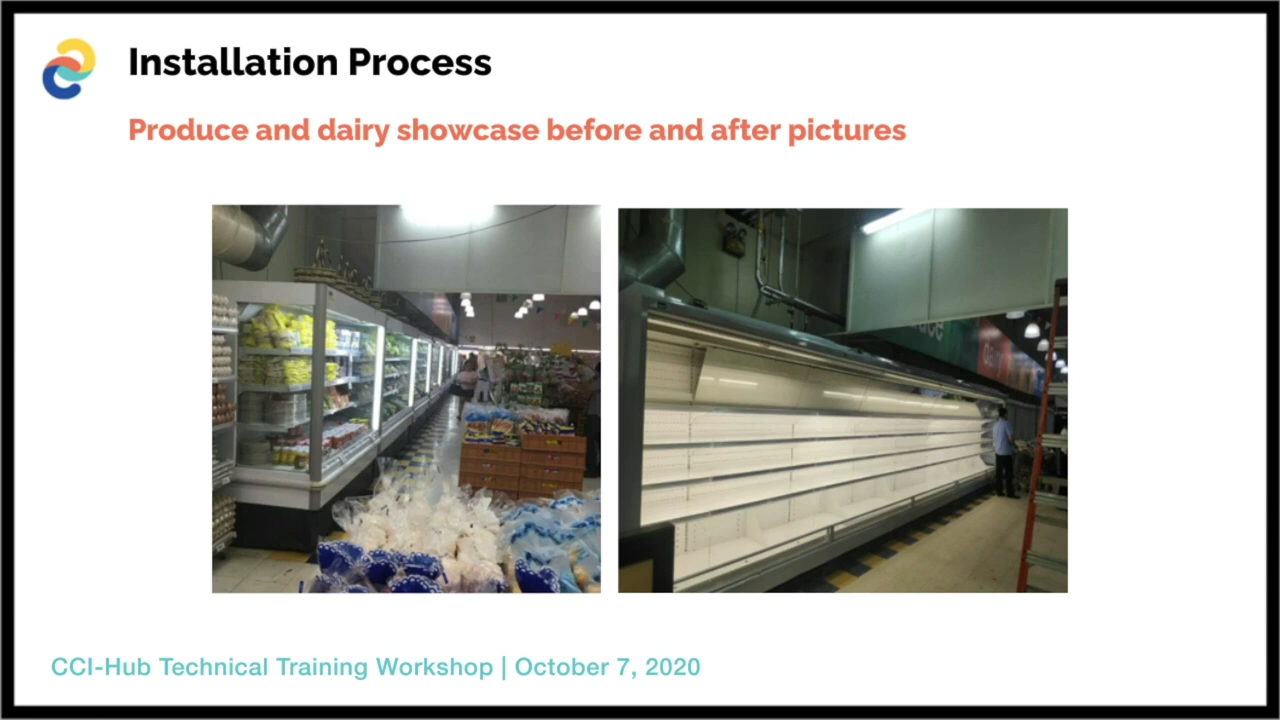 Installation Process
Produce and dairy showcase before and after pictures
CCI-Hub Technical Training Workshop | October 7, 2020